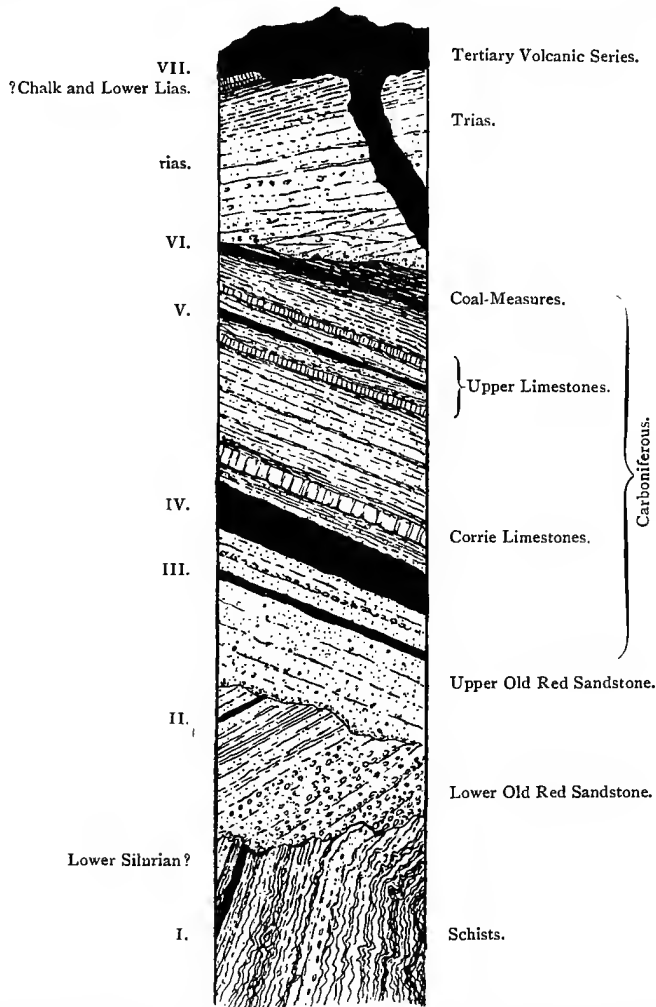 VII.
Tertiary Volcanic Series.
?Chalk and Lower Lias.
Trias.
rias.
VI.
Coal-Measures.
V.
Upper Limestones.
Carboniferous.
IV.
Corrie Limestones.
III.
Upper Old Red Sandstone.
II.
Lower Old Red Sandstone.
Lower Silurian?
I.
Schists.